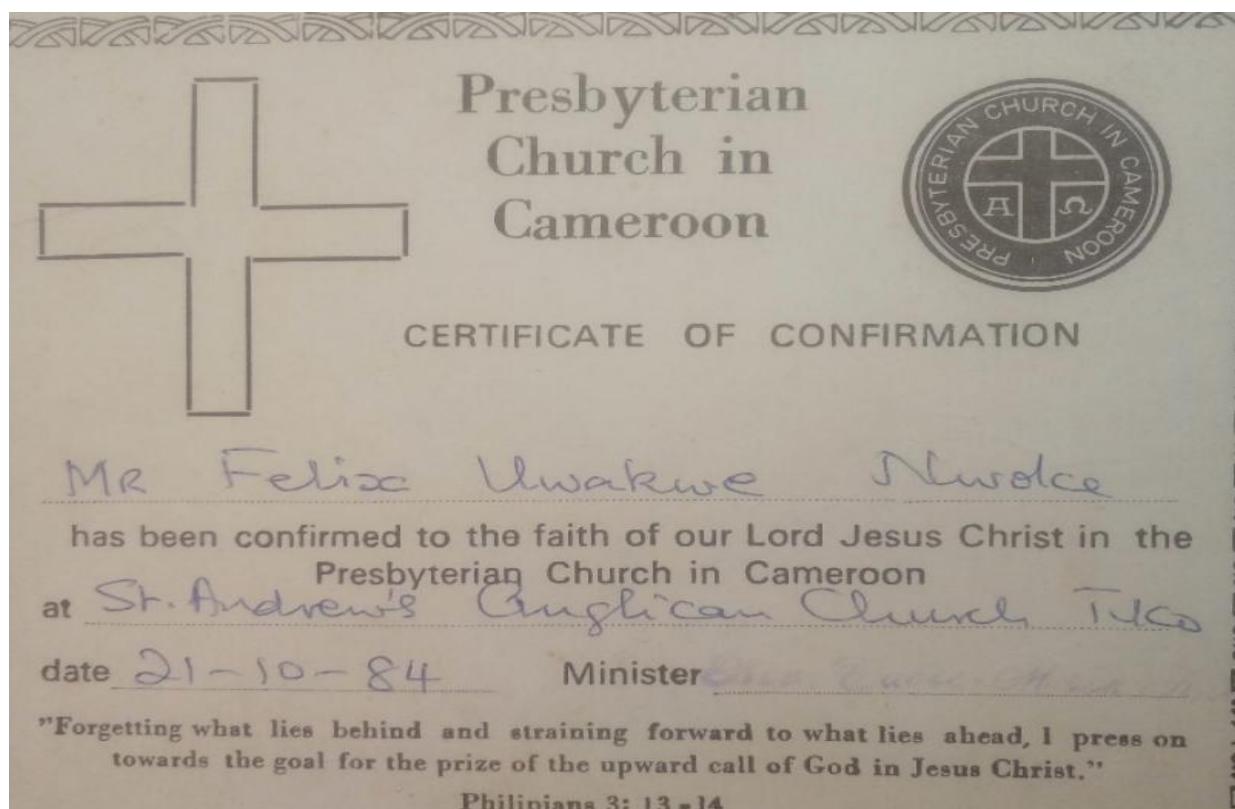 Presbyterian
Church in
Cameroon
PRESBYTERIAN CHURCH IN CAMEROON
Α Ω
CERTIFICATE OF CONFIRMATION
MR Felix Uwakwe Nwoke
has been confirmed to the faith of our Lord Jesus Christ in the
Presbyterian Church in Cameroon
at St. Andrew's Anglican Church Tiko
date 21-10-84 Minister
"Forgetting what lies behind and straining forward to what lies ahead, I press on
towards the goal for the prize of the upward call of God in Jesus Christ."
Philipians 3: 13-14